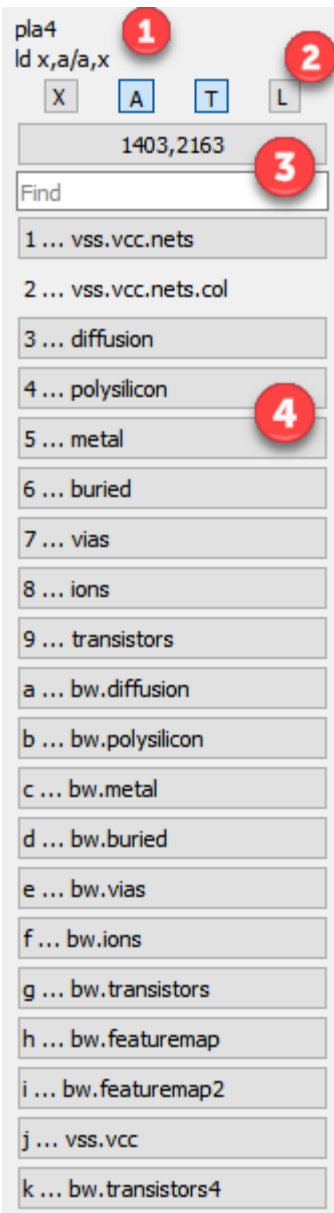 pla4
ld x,a/a,x
1
X A T L
2
1403,2163
3
Find
1 ... vss.vcc.nets
2 ... vss.vcc.nets.col
3 ... diffusion
4 ... polysilicon
4
5 ... metal
6 ... buried
7 ... vias
8 ... ions
9 ... transistors
a ... bw.diffusion
b ... bw.polysilicon
c ... bw.metal
d ... bw.buried
e ... bw.vias
f ... bw.ions
g ... bw.transistors
h ... bw.featuremap
i ... bw.featuremap2
j ... vss.vcc
k ... bw.transistors4